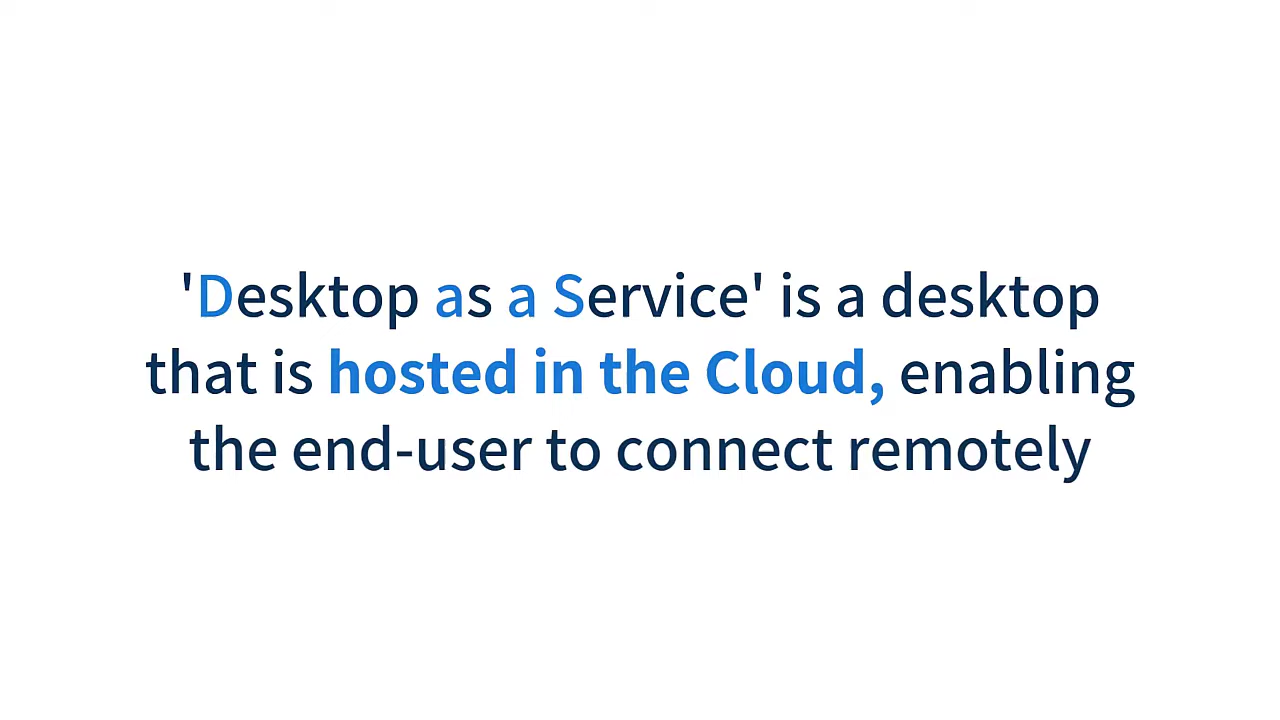 'Desktop as a Service' is a desktop
that is hosted in the Cloud, enabling
the end-user to connect remotely